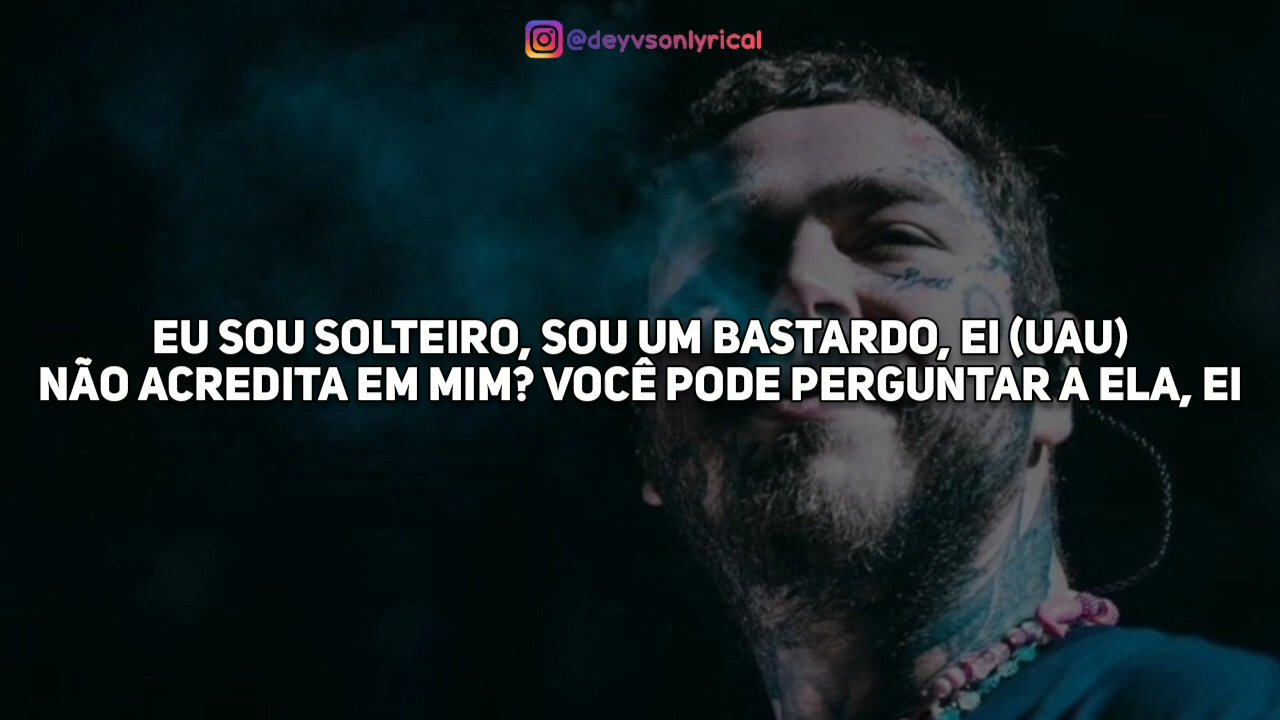 @deyvsonlyrical
EU SOU SOLTEIRO, SOU UM BASTARDO, EI (UAU)
NÃO ACREDITA EM MIM? VOCÊ PODE PERGUNTAR A ELA, EI